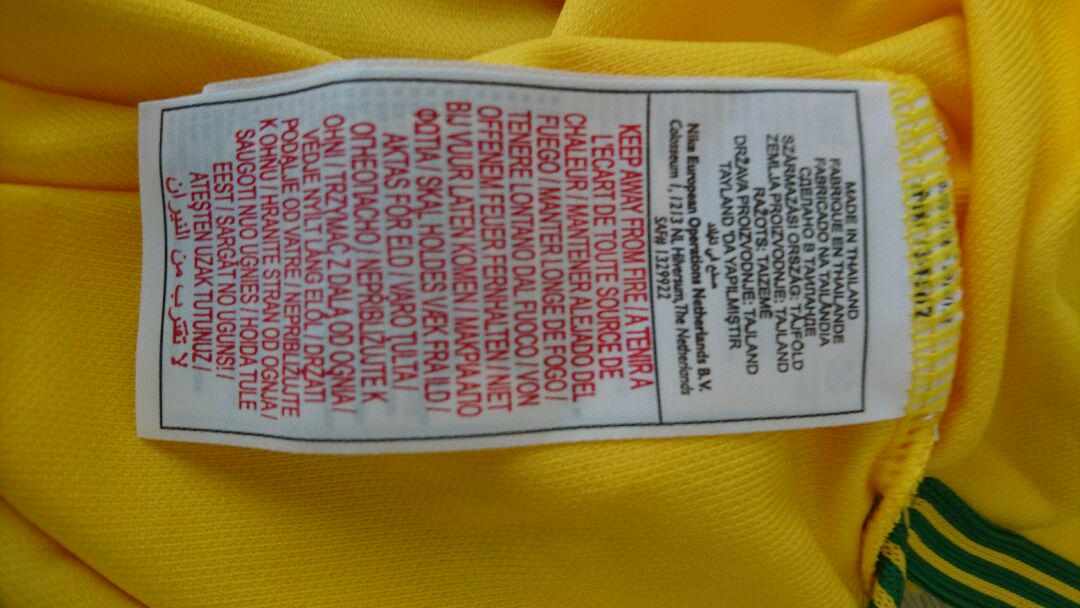 MADE IN THAILAND
FABRIQUE EN THAILANDE
FABRICADO NA TAILÂNDIA
СДЕЛАНО В ТАИЛАНДЕ
SZÁRMAZÁSI ORSZÁG: TÁJFÖLD
ZEMLJA PROIZVODNJE: TAJLAND
RAŽOTS: TAIZEMĒ
DRŽAVA PROIZVODNJE: TAJLAND
TAYLAND 'DA YAPILMIŞTIR
Nike European Operations Netherlands B.V.
Colosseum 1, 1213 NL Hilversum, The Netherlands
SAF# 1329922
KEEP AWAY FROM FIRE / A TENIR A
L'ECART DE TOUTE SOURCE DE
CHALEUR / MANTENER ALEJADO DEL
FUEGO / MANTER LONGE DE FOGO /
TENERE LONTANO DAL FUOCO / VON
OFFENEM FEUER FERNHALTEN / NIET
BIJ VUUR LATEN KOMEN / ΜΑΚΡΙΑ ΑΠΟ
ΦΩΤΙΑ / SKAL HOLDES VÆK FRA ILD /
AKTAS FÖR ELD / VARO TULTA /
ОГНЕОПАСНО / NEPŘIBLIŽUJTE K
OHNI / TRZYMAĆ Z DALA OD OGNIA /
VÉDJE NYÍLT LÁNG ELŐL / DRŽATI
PODALJE OD VATRE / NEPRIBLIŽUJTE
K OHNU / HRANITE STRAN OD OGNJA /
SAUGOTI NUO UGNIES / HOIDA TULE
EEST / SARGĀT NO UGUNS! /
ATEŞTEN UZAK TUTUNUZ /
لا تقترب من النيران